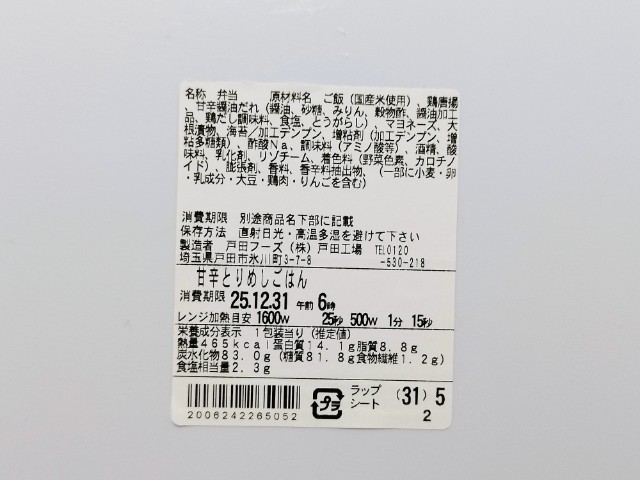 名称 弁当 原材料名 ご飯(国産米使用)、鶏唐揚
、甘辛醤油だれ(醤油、砂糖、みりん、穀物酢、醤油加工
品、鶏だし調味料、食塩、とうがらし)、マヨネーズ、大
根漬物、海苔/加工デンプン、増粘剤(加工デンプン、増
粘多糖類)、酢酸Na、調味料(アミノ酸等)、酒精、酸
味料、乳化剤、リゾチーム、着色料(野菜色素、カロチノ
イド)、膨張剤、香料、香辛料抽出物、(一部に小麦・卵
・乳成分・大豆・鶏肉・りんごを含む)
消費期限 別途商品名下部に記載
保存方法 直射日光・高温多湿を避けて下さい
製造者 戸田フーズ(株)戸田工場 TEL0120
埼玉県戸田市氷川町3-7-8 -530-218
甘辛とりめしごはん
消費期限 25.12.31 午前 6時
レンジ加熱目安 1600W 25秒 500W 1分 15秒
栄養成分表示 1包装当り(推定値)
熱量465kcal蛋白質14.1g脂質8.8g
炭水化物83.0g(糖質81.8g食物繊維1.2g)
食塩相当量2.3g
2006242265052
プラ ラップ シート (31) 5
2